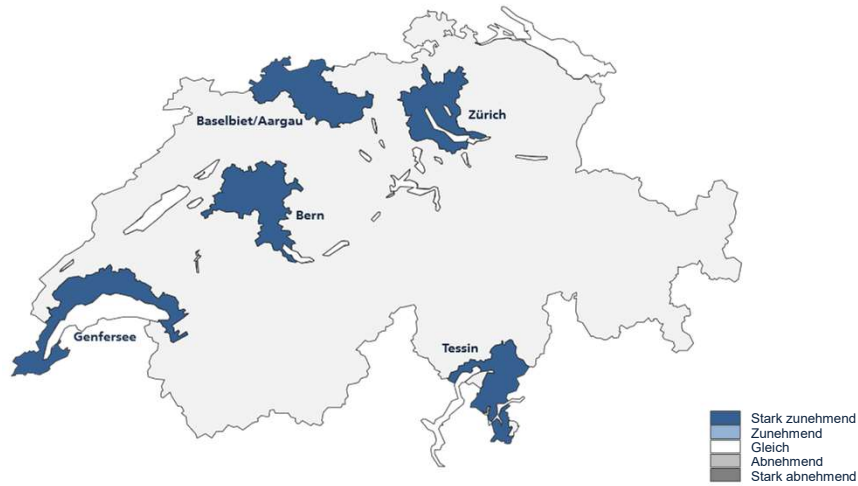 Baselbiet/Aargau
Zürich
Bern
Genfersee
Tessin
Stark zunehmend
Zunehmend
Gleich
Abnehmend
Stark abnehmend